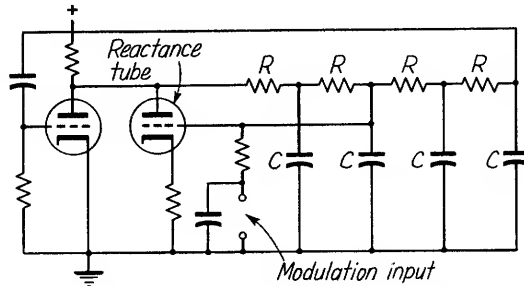 +
Reactance
tube
R R R R
C C C C
Modulation input